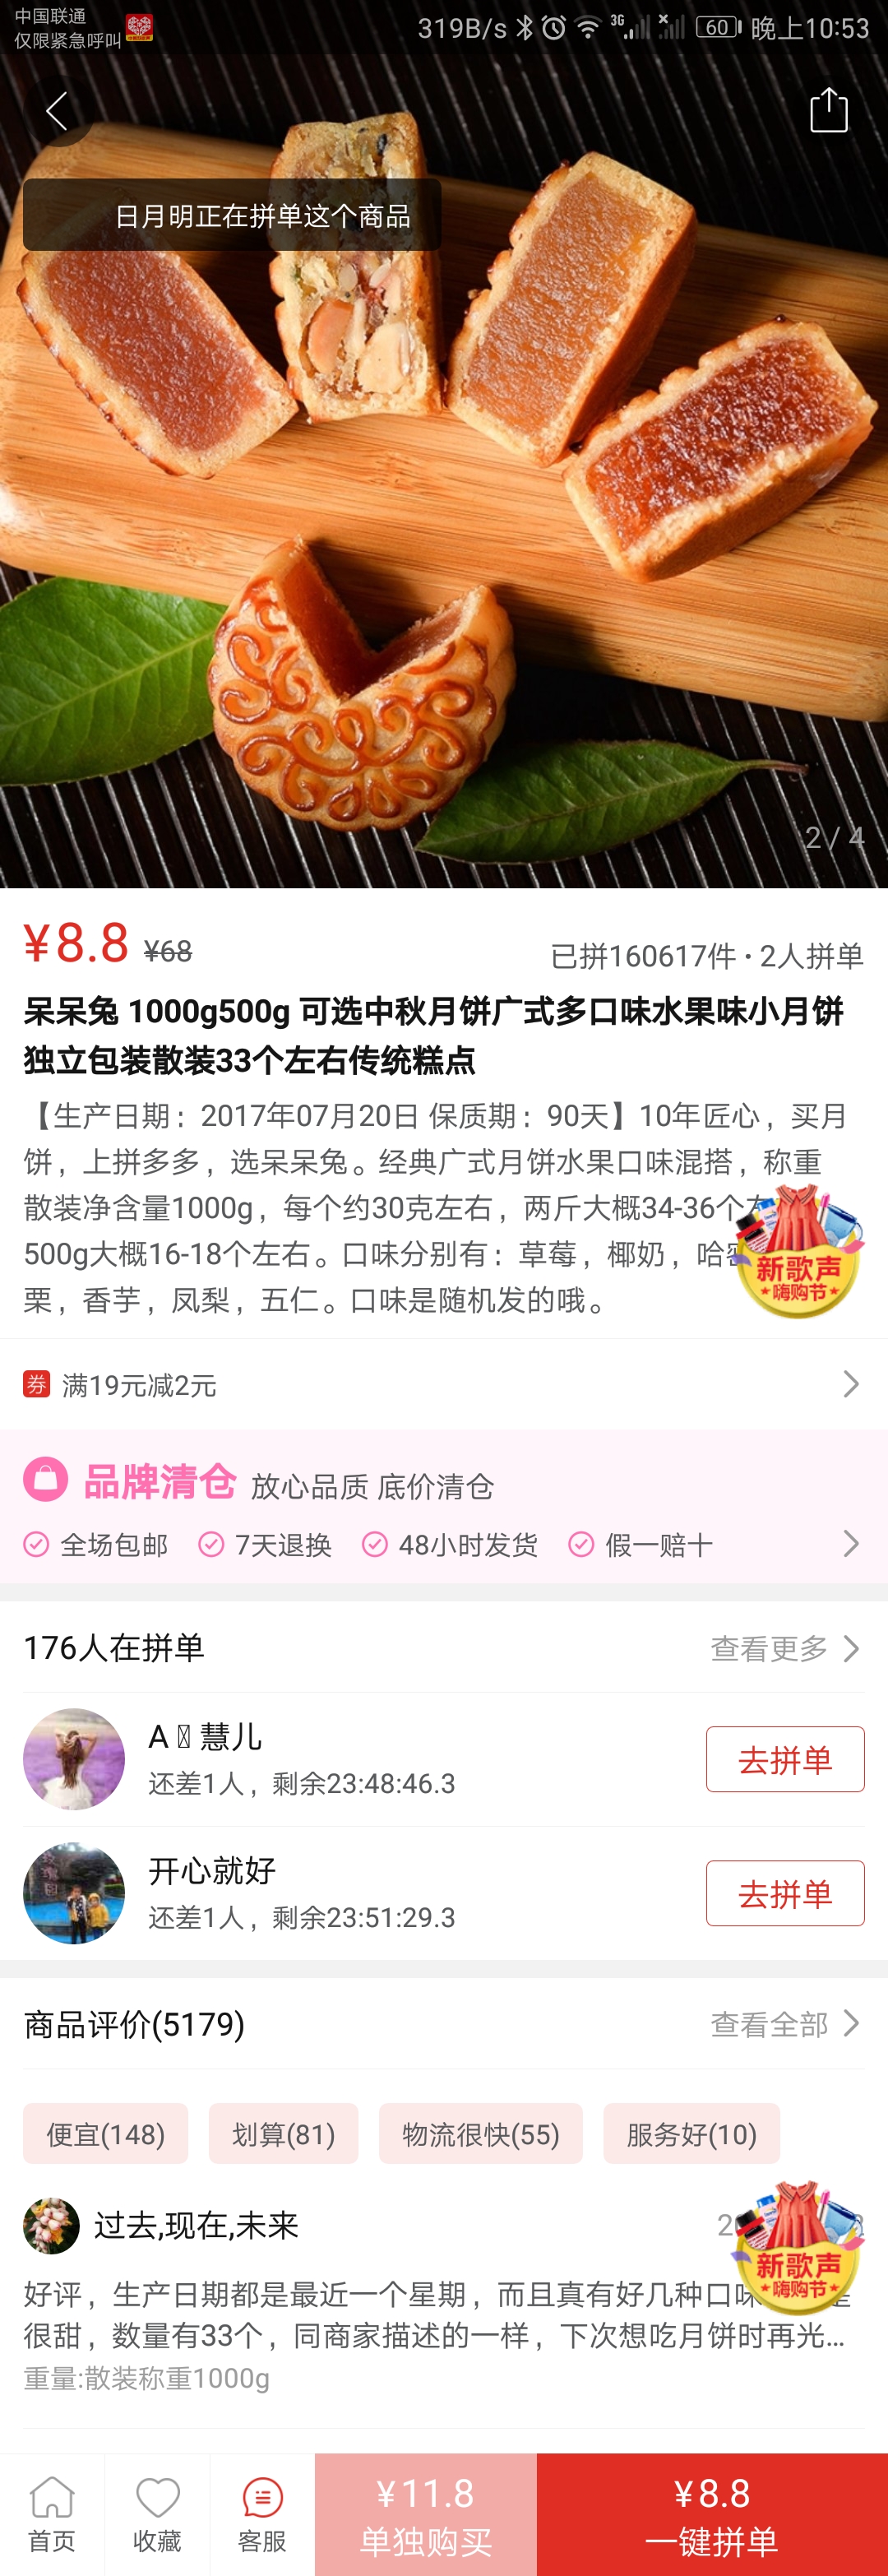 中国联通
仅限紧急呼叫
319B/s 3G 60 晚上10:53
日月明正在拼单这个商品
2 / 4
¥8.8 ¥68
已拼160617件·2人拼单
呆呆兔 1000g500g 可选中秋月饼广式多口味水果味小月饼
独立包装散装33个左右传统糕点
【生产日期：2017年07月20日 保质期：90天】10年匠心，买月
饼，上拼多多，选呆呆兔。经典广式月饼水果口味混搭，称重
散装净含量1000g，每个约30克左右，两斤大概34-36个
500g大概16-18个左右。口味分别有：草莓，椰奶，哈
栗，香芋，凤梨，五仁。口味是随机发的哦。
新歌声
嗨购节
券 满19元减2元
品牌清仓 放心品质 底价清仓
全场包邮 7天退换 48小时发货 假一赔十
176人在拼单 查看更多
A 慧儿
还差1人，剩余23:48:46.3
去拼单
开心就好
还差1人，剩余23:51:29.3
去拼单
商品评价(5179) 查看全部
便宜(148) 划算(81) 物流很快(55) 服务好(10)
过去,现在,未来
新歌声
嗨购节
好评，生产日期都是最近一个星期，而且真有好几种口味
很甜，数量有33个，同商家描述的一样，下次想吃月饼时再光...
重量:散装称重1000g
首页 收藏 客服
¥11.8
单独购买
¥8.8
一键拼单